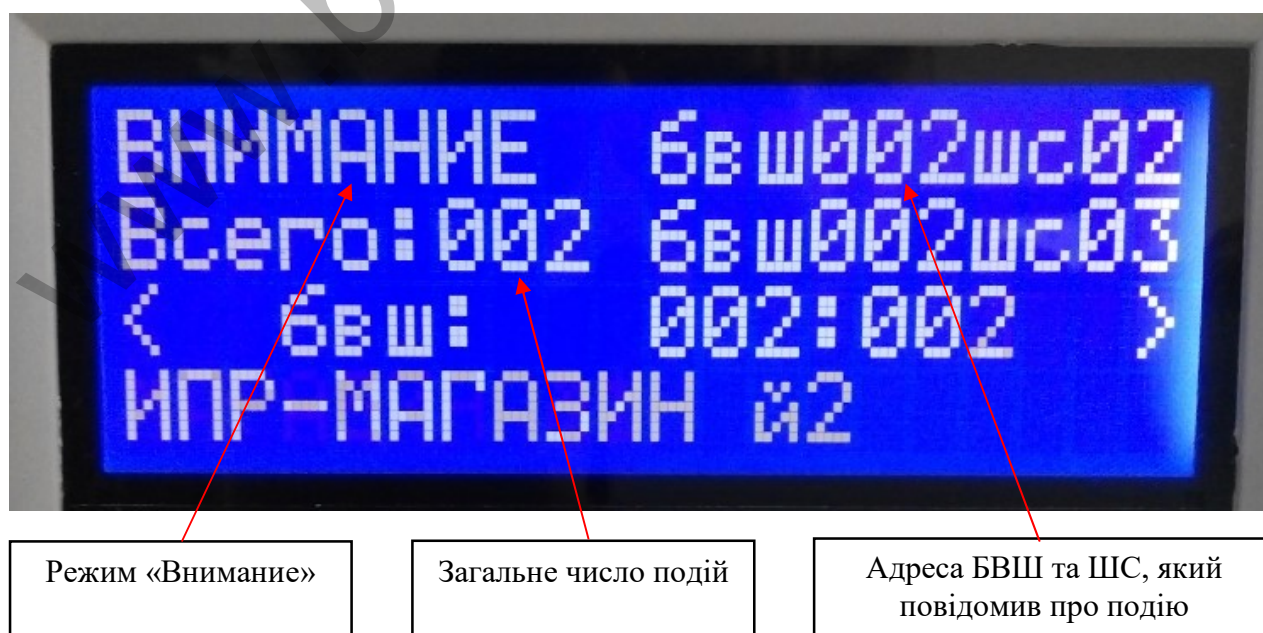 ВНИМАНИЕ бвш002шс02
Всего:002 бвш002шс03
< бвш: 002:002 >
ИПР-МАГАЗИН й2
Режим «Внимание»
Загальне число подій
Адреса БВШ та ШС, який
повідомив про подію